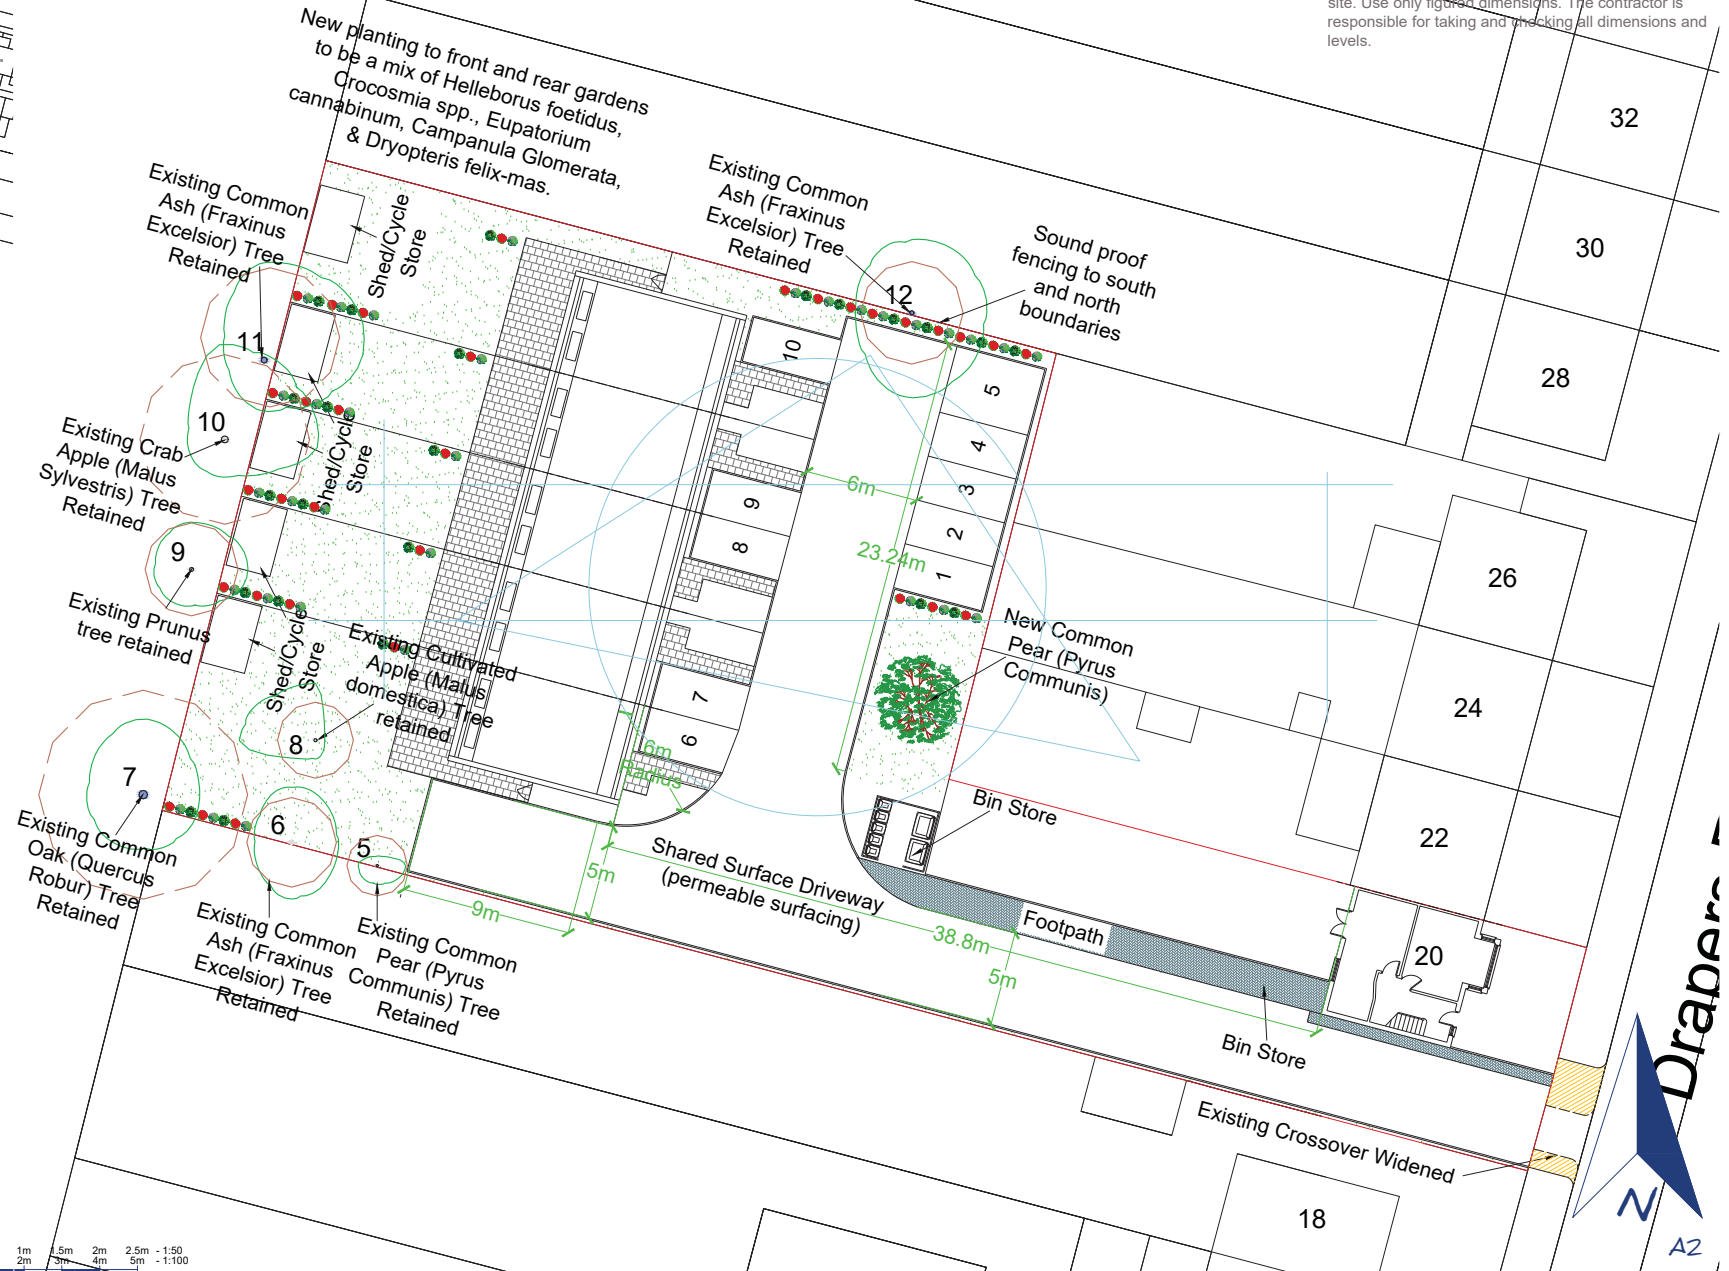 site. Use only figured dimensions. The contractor is
responsible for taking and checking all dimensions and
levels.
New planting to front and rear gardens
to be a mix of Helleborus foetidus,
Crocosmia spp., Eupatorium
cannabinum, Campanula Glomerata,
& Dryopteris felix-mas.
Existing Common
Ash (Fraxinus
Excelsior) Tree
Retained
Shed/Cycle
Store
Existing Common
Ash (Fraxinus
Excelsior) Tree
Retained
12
Sound proof
fencing to south
and north
boundaries
32
30
28
26
24
22
20
18
11
10
Existing Crab
Apple (Malus
Sylvestris) Tree
Retained
Shed/Cycle
Store
9
Existing Prunus
tree retained
Shed/Cycle
Store
Existing Cultivated
Apple (Malus
domestica) Tree
retained
8
7
Existing Common
Oak (Quercus
Robur) Tree
Retained
6
Existing Common
Ash (Fraxinus
Excelsior) Tree
Retained
5
Existing Common
Pear (Pyrus
Communis) Tree
Retained
10
9
8
7
6
5
4
3
2
1
6m
23.24m
6m
Radius
New Common
Pear (Pyrus
Communis)
Bin Store
Shared Surface Driveway
(permeable surfacing)
5m
9m
38.8m
5m
Footpath
Bin Store
Existing Crossover Widened
Drapers
N
A2
1m 1.5m 2m 2.5m - 1:50
2m 3m 4m 5m - 1:100